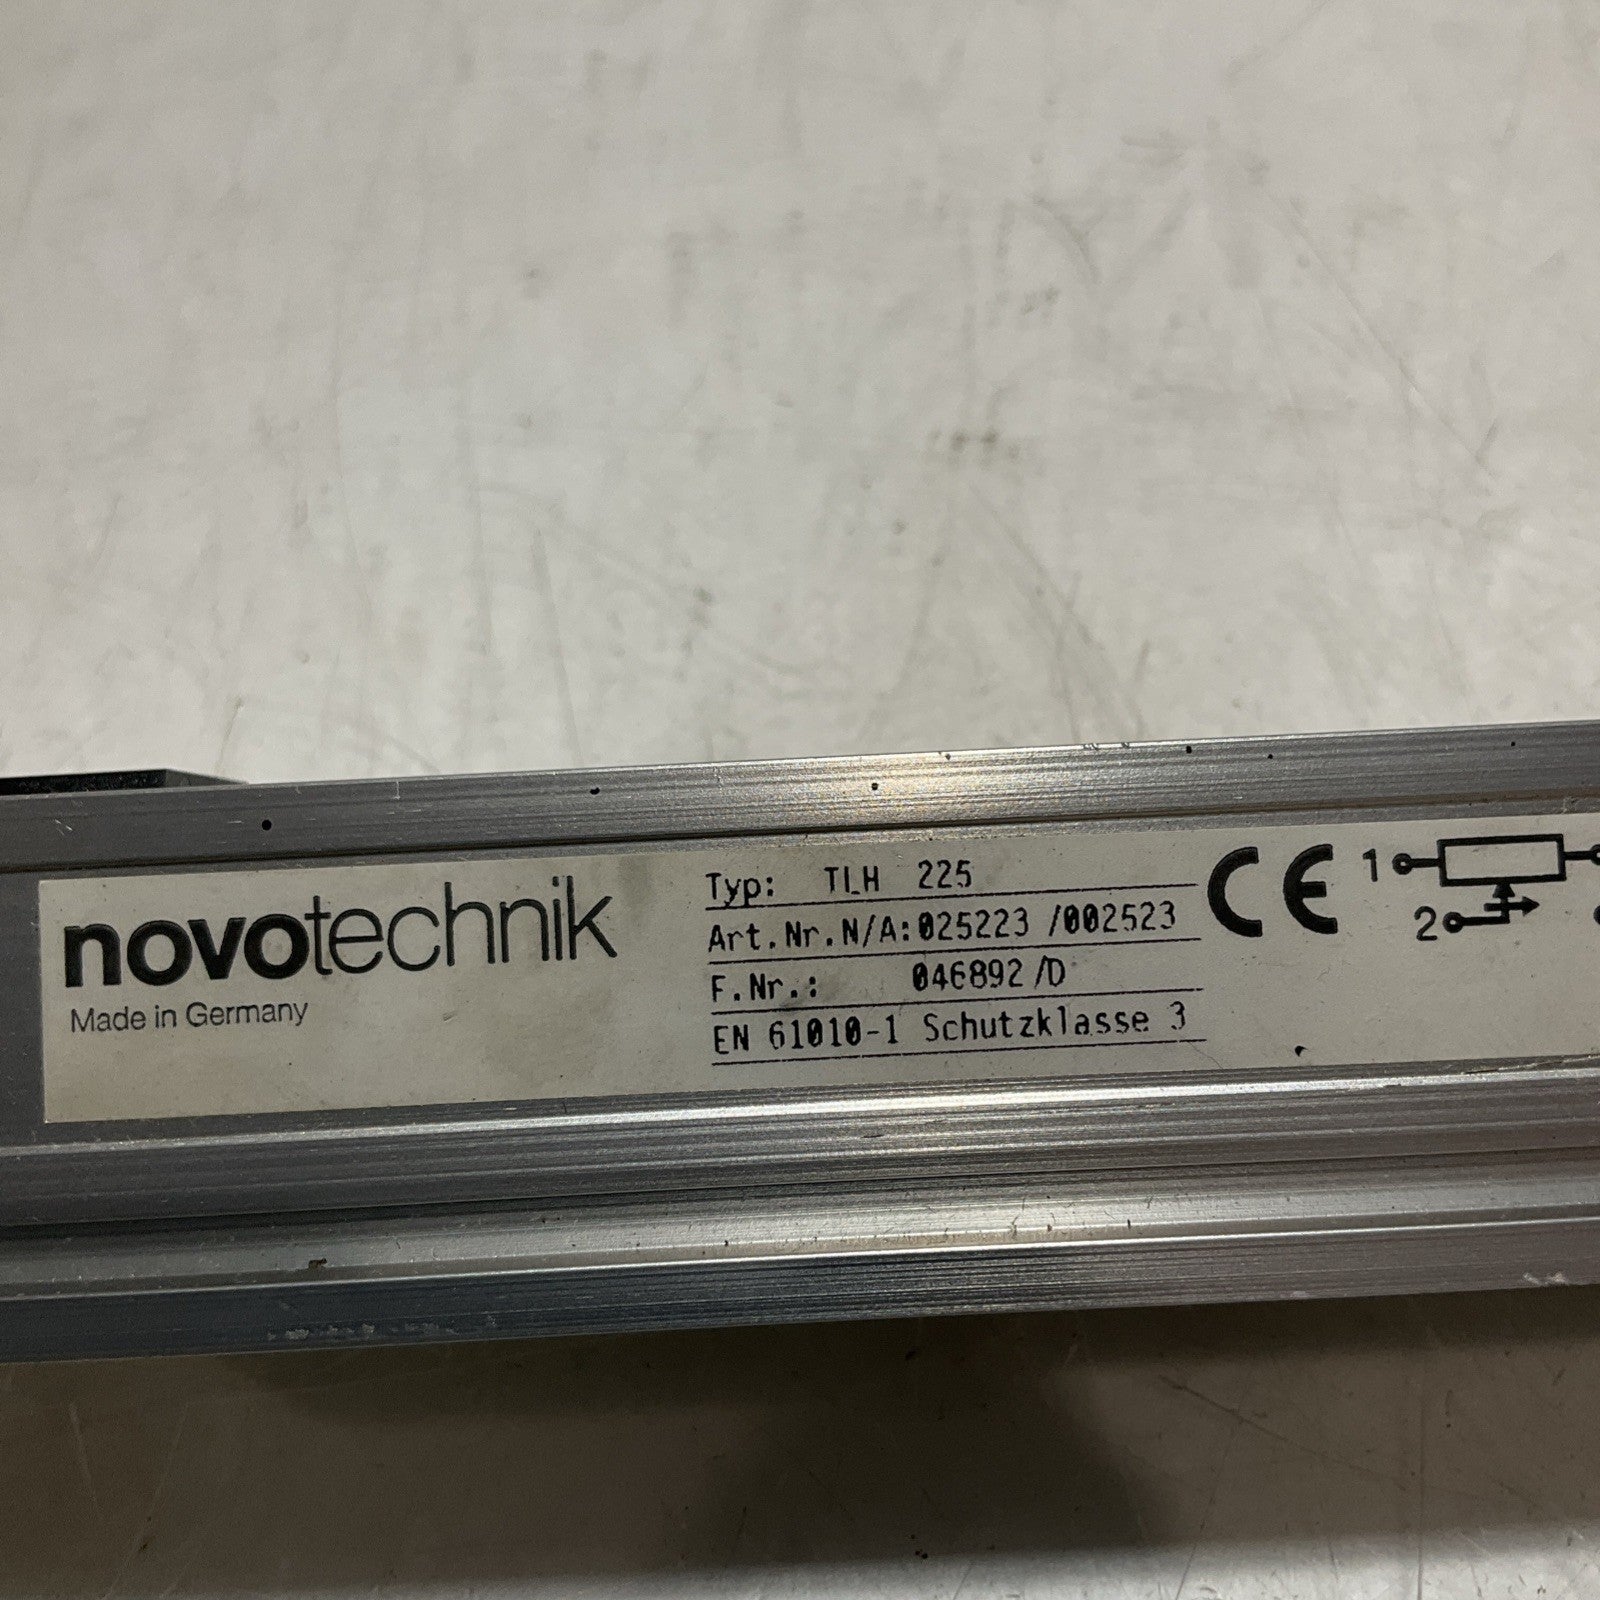 novotechnik
Made in Germany
Typ: TLH 225
Art.Nr.N/A:025223 /002523
F.Nr.: 046892/D
EN 61010-1 Schutzklasse 3
CE
1
2